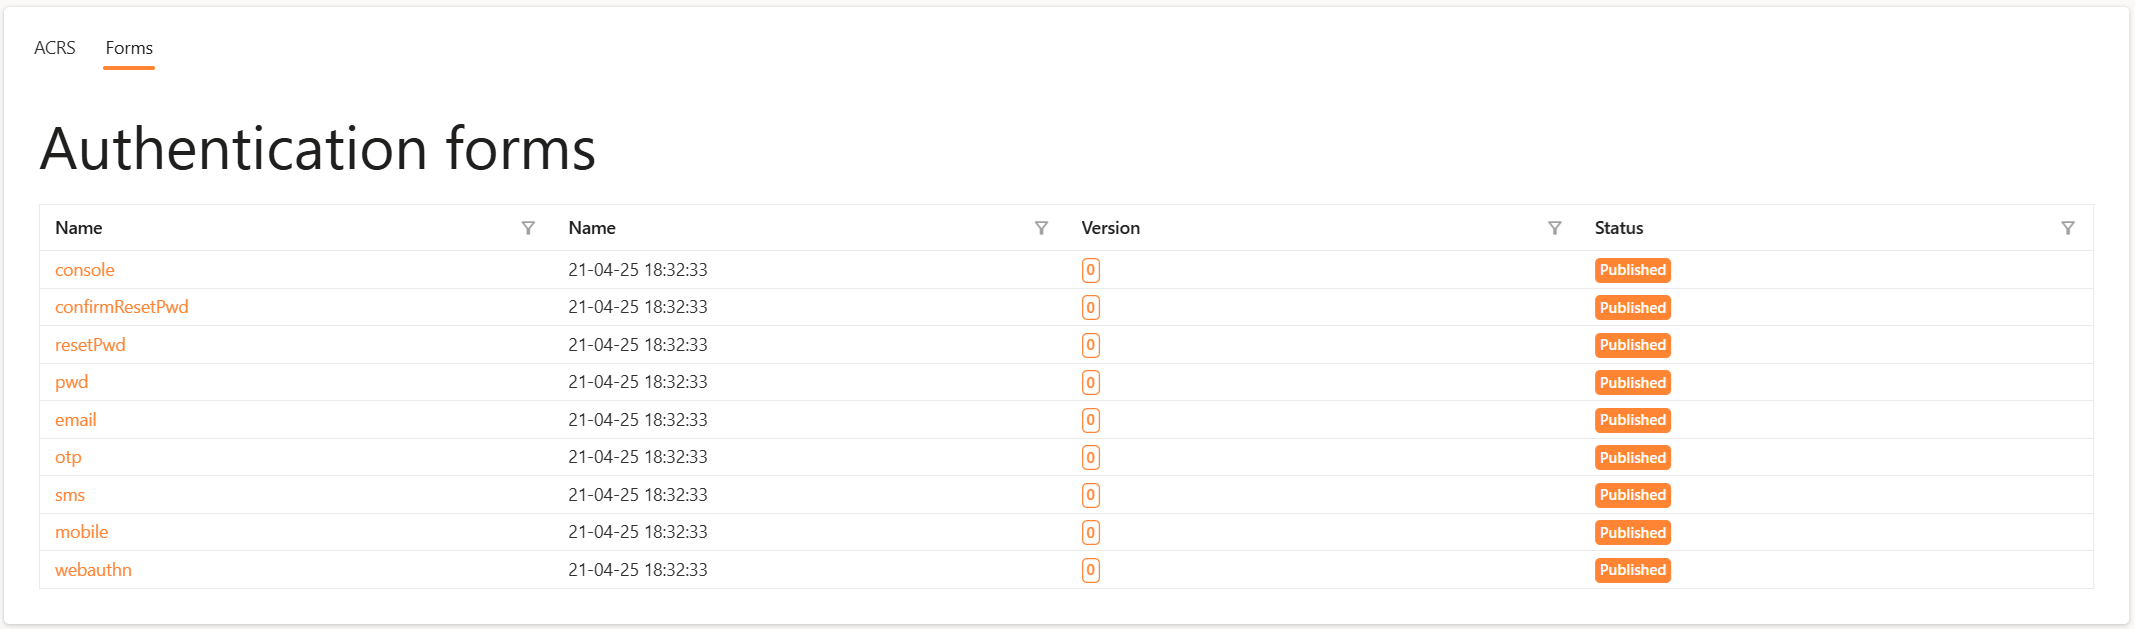 ACRS Forms
Authentication forms
Name Name Version Status
console 21-04-25 18:32:33 0 Published
confirmResetPwd 21-04-25 18:32:33 0 Published
resetPwd 21-04-25 18:32:33 0 Published
pwd 21-04-25 18:32:33 0 Published
email 21-04-25 18:32:33 0 Published
otp 21-04-25 18:32:33 0 Published
sms 21-04-25 18:32:33 0 Published
mobile 21-04-25 18:32:33 0 Published
webauthn 21-04-25 18:32:33 0 Published